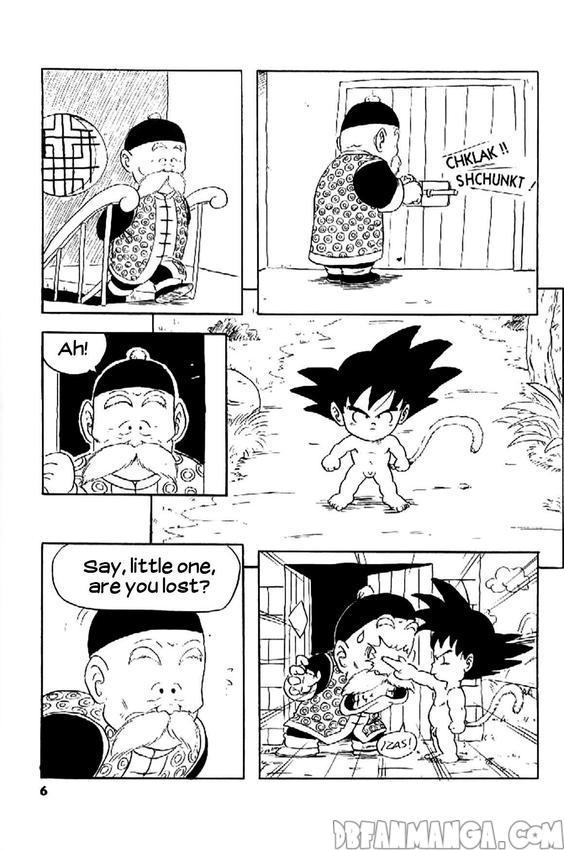 CHKLAK!!
SHCHUNKT!
Ah!
Say, little one,
are you lost?
¡ZAS!
6
DBFANMANGA.COM